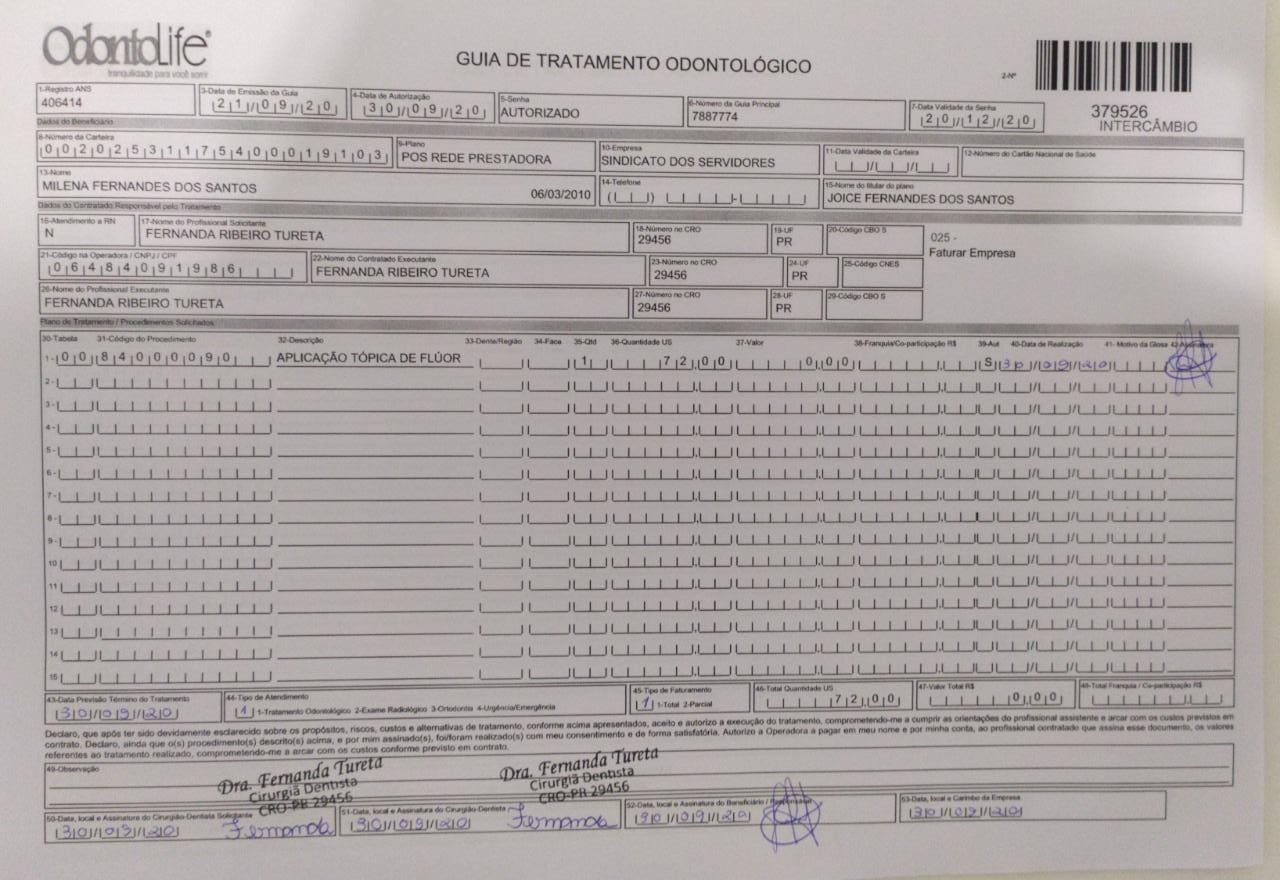 OdontoLife®
tranquilidade para você sorrir
GUIA DE TRATAMENTO ODONTOLÓGICO
2-Nº
379526
INTERCÂMBIO
1-Registro ANS
406414
3-Data de Emissão da Guia
21/09/20
4-Data de Autorização
30/09/20
5-Senha
AUTORIZADO
6-Número da Guia Principal
7887774
7-Data Validade da Senha
20/12/20
Dados do Beneficiário
8-Número da Carteira
00202531175400019103
9-Plano
POS REDE PRESTADORA
10-Empresa
SINDICATO DOS SERVIDORES
11-Data Validade da Carteira
12-Número do Cartão Nacional de Saúde
13-Nome
MILENA FERNANDES DOS SANTOS 06/03/2010
14-Telefone
15-Nome do titular do plano
JOICE FERNANDES DOS SANTOS
Dados do Contratado Responsável pelo Tratamento
16-Atendimento a RN
N
17-Nome do Profissional Solicitante
FERNANDA RIBEIRO TURETA
18-Número no CRO
29456
19-UF
PR
20-Código CBO S
025 -
Faturar Empresa
21-Código na Operadora / CNPJ / CPF
06484091986
22-Nome do Contratado Executante
FERNANDA RIBEIRO TURETA
23-Número no CRO
29456
24-UF
PR
25-Código CNES
26-Nome do Profissional Executante
FERNANDA RIBEIRO TURETA
27-Número no CRO
29456
28-UF
PR
29-Código CBO S
Plano de Tratamento / Procedimentos Solicitados
30-Tabela 31-Código do Procedimento 32-Descrição 33-Dente/Região 34-Face 35-Qtd 36-Quantidade US 37-Valor 38-Franquia/Co-participação R$ 39-Aut 40-Data de Realização 41- Motivo da Glosa
1- 00 84000090 APLICAÇÃO TÓPICA DE FLÚOR 1 72,00 0,00 S 30/09/20
2-
3-
4-
5-
6-
7-
8-
9-
10
11
12
13
14
15
43-Data Previsão Término do Tratamento
30/09/20
44-Tipo de Atendimento
1 1-Tratamento Odontológico 2-Exame Radiológico 3-Ortodontia 4-Urgência/Emergência
45-Tipo de Faturamento
1 1-Total 2-Parcial
46-Total Quantidade US
72,00
47-Valor Total R$
0,00
48-Total Franquia / Co-participação R$
Declaro, que após ter sido devidamente esclarecido sobre os propósitos, riscos, custos e alternativas de tratamento, conforme acima apresentados, aceito e autorizo a execução do tratamento, comprometendo-me a cumprir as orientações do profissional assistente e arcar com os custos previstos em
contrato. Declaro, ainda que o(s) procedimento(s) descrito(s) acima, e por mim assinado(s), foi/foram realizado(s) com meu consentimento e de forma satisfatória. Autorizo a Operadora a pagar em meu nome e por minha conta, ao profissional contratado que assina esse documento, os valores
referentes ao tratamento realizado, comprometendo-me a arcar com os custos conforme previsto em contrato.
49-Observação
Dra. Fernanda Tureta
Cirurgiã Dentista
CRO-PR 29456
Dra. Fernanda Tureta
Cirurgiã Dentista
CRO-PR 29456
50-Data, local e Assinatura do Cirurgião-Dentista Solicitante
30/09/20 Fernanda
51-Data, local e Assinatura do Cirurgião-Dentista
30/09/20 Fernanda
52-Data, local e Assinatura do Beneficiário / Responsável
30/09/20
53-Data, local e Carimbo da Empresa
30/09/20